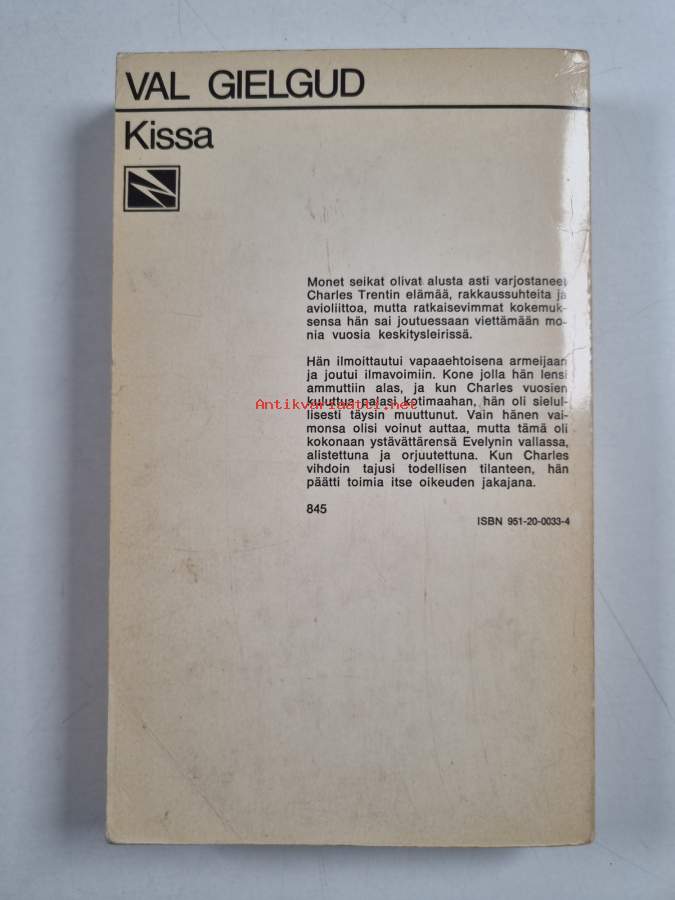 VAL GIELGUD
Kissa
Monet seikat olivat alusta asti varjostaneet
Charles Trentin elämää, rakkaussuhteita ja
avioliittoa, mutta ratkaisevimmat kokemuk-
sensa hän sai joutuessaan viettämään mo-
nia vuosia keskitysleirissä.
Hän ilmoittautui vapaaehtoisena armeijaan
ja joutui ilmavoimiin. Kone jolla hän lensi
ammuttiin alas, ja kun Charles vuosien
kuluttua palasi kotimaahan, hän oli sielul-
Antikvariaatti.net
lisesti täysin muuttunut. Vain hänen vai-
monsa olisi voinut auttaa, mutta tämä oli
kokonaan ystävättärensä Evelynin vallassa,
alistettuna ja orjuutettuna. Kun Charles
vihdoin tajusi todellisen tilanteen, hän
päätti toimia itse oikeuden jakajana.
845
ISBN 951-20-0033-4